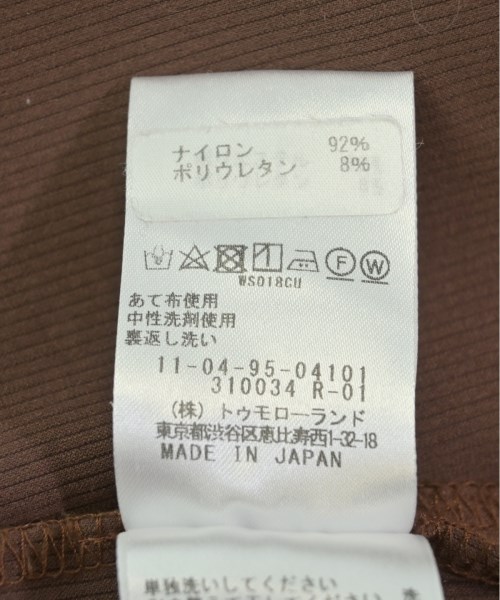 ナイロン 92%
ポリウレタン 8%
F W
WS018CU
あて布使用
中性洗剤使用
裏返し洗い
11-04-95-04101
310034 R-01
(株) トゥモローランド
東京都渋谷区恵比寿西1-32-18
MADE IN JAPAN
単独洗いしてください